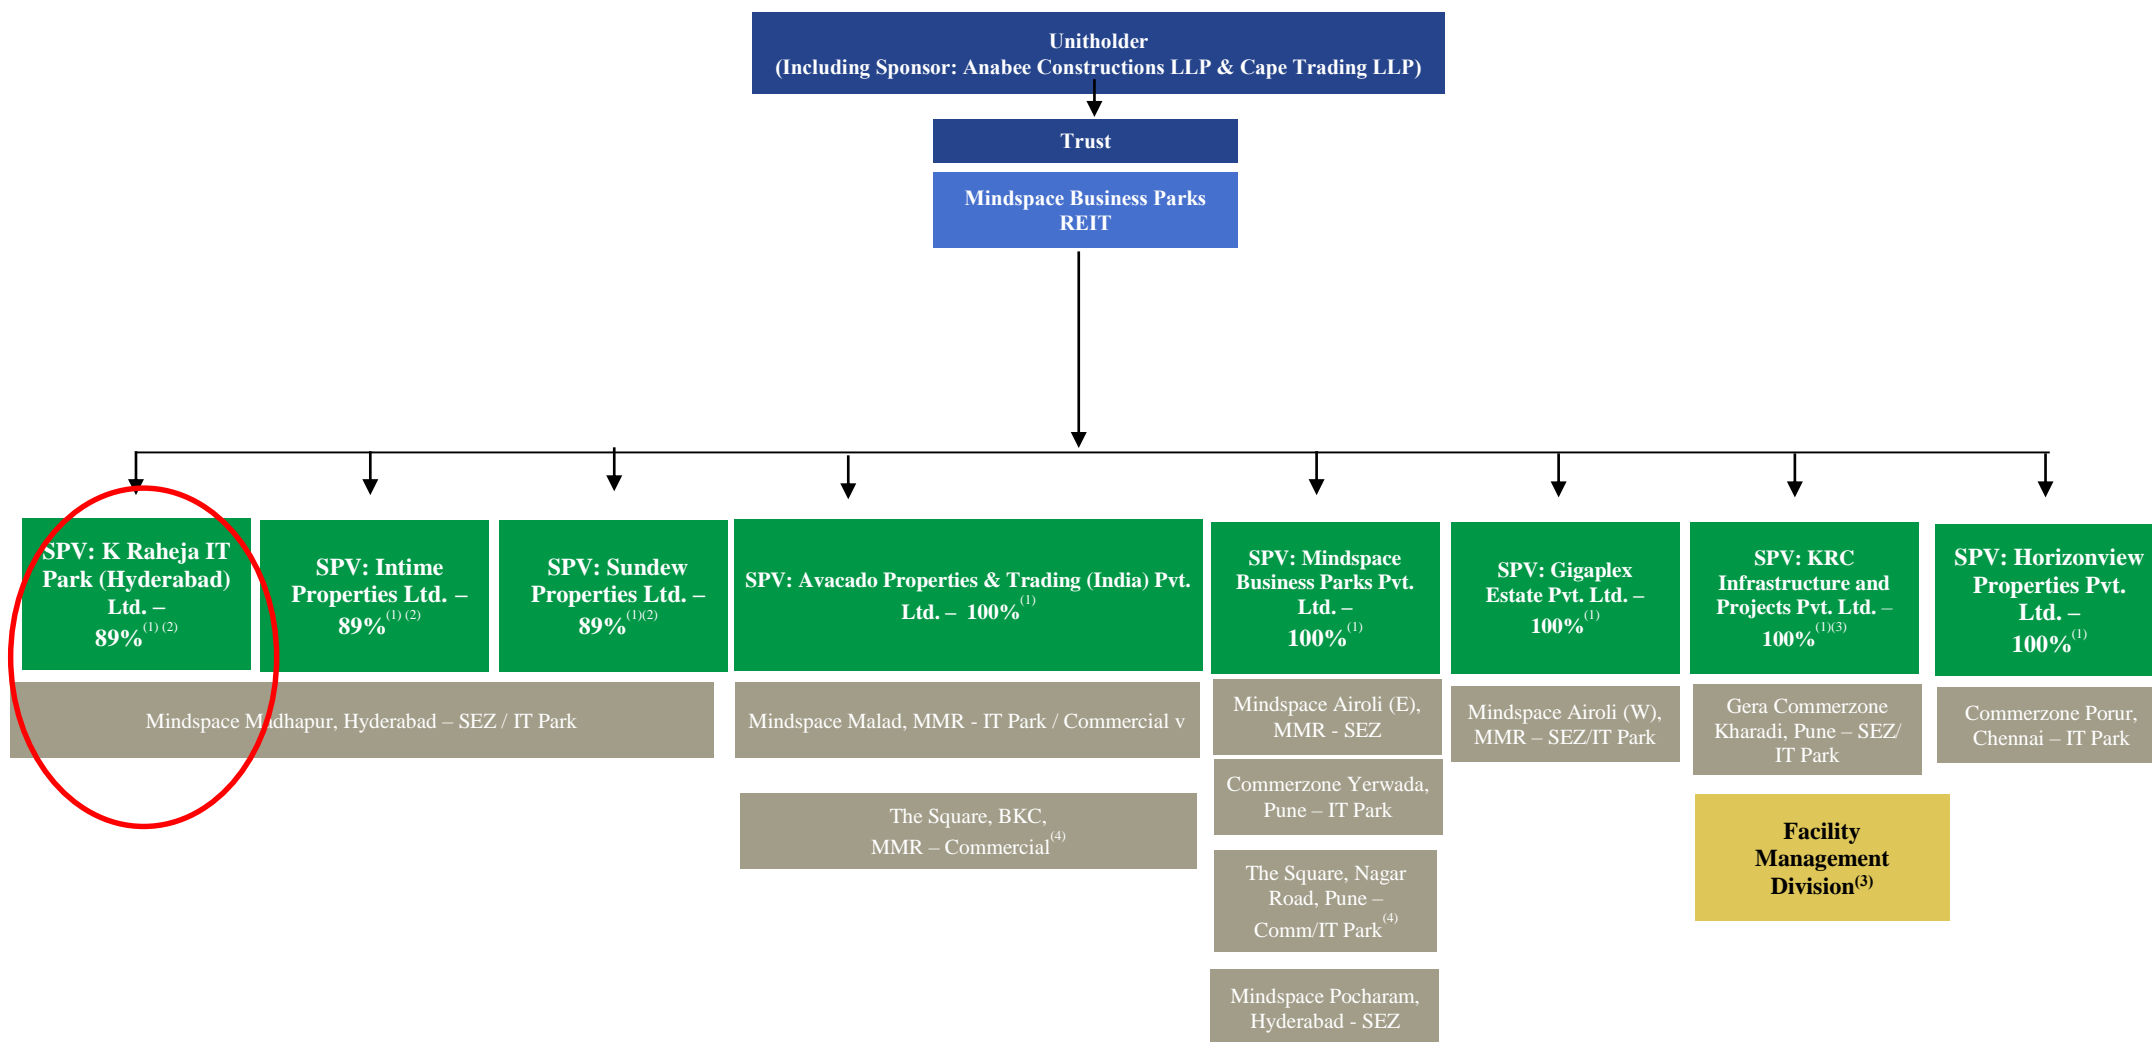 Unitholder
(Including Sponsor: Anabee Constructions LLP & Cape Trading LLP)
Trust
Mindspace Business Parks
REIT
SPV: K Raheja IT
Park (Hyderabad)
Ltd. –
89%(1) (2)
SPV: Intime
Properties Ltd. –
89%(1) (2)
SPV: Sundew
Properties Ltd. –
89%(1)(2)
SPV: Avacado Properties & Trading (India) Pvt.
Ltd. – 100%(1)
SPV: Mindspace
Business Parks Pvt.
Ltd. –
100%(1)
SPV: Gigaplex
Estate Pvt. Ltd. –
100%(1)
SPV: KRC
Infrastructure and
Projects Pvt. Ltd. –
100%(1)(3)
SPV: Horizonview
Properties Pvt.
Ltd. –
100%(1)
Mindspace Madhapur, Hyderabad – SEZ / IT Park
Mindspace Malad, MMR - IT Park / Commercial v
The Square, BKC,
MMR – Commercial(4)
Mindspace Airoli (E),
MMR - SEZ
Commerzone Yerwada,
Pune – IT Park
The Square, Nagar
Road, Pune –
Comm/IT Park(4)
Mindspace Pocharam,
Hyderabad - SEZ
Mindspace Airoli (W),
MMR – SEZ/IT Park
Gera Commerzone
Kharadi, Pune – SEZ/
IT Park
Facility
Management
Division(3)
Commerzone Porur,
Chennai – IT Park